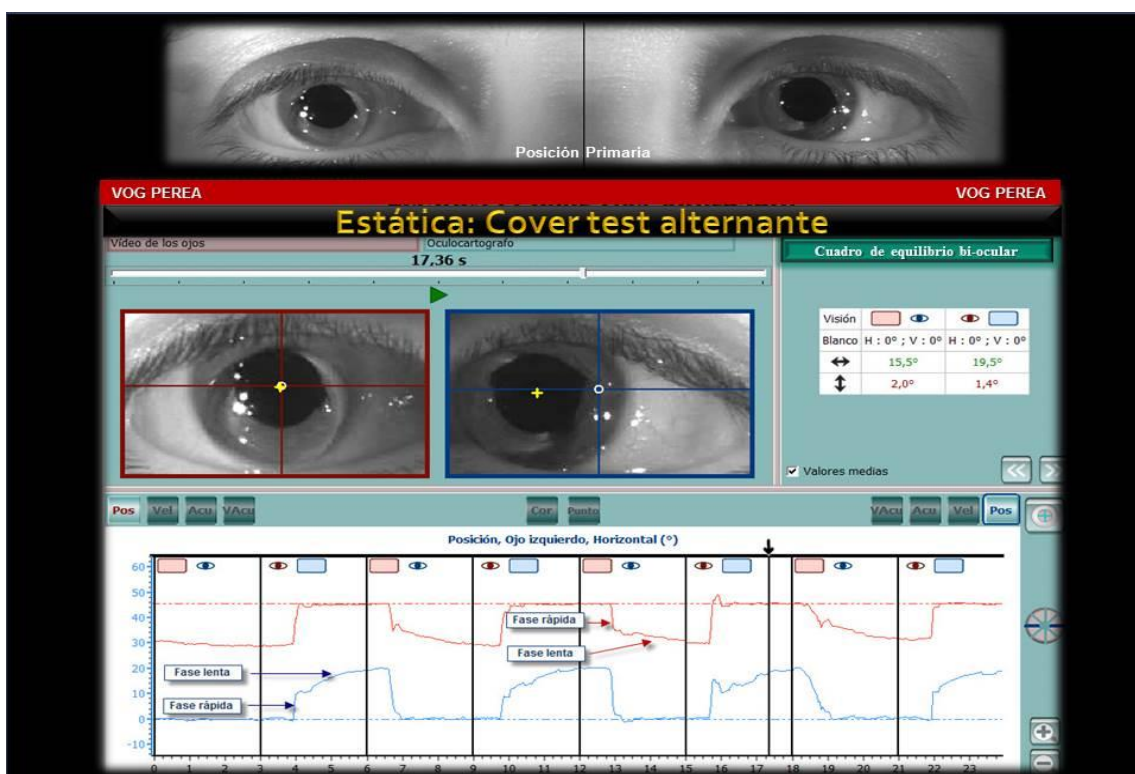 Posición Primaria
VOG PEREA VOG PEREA
Estática: Cover test alternante
Vídeo de los ojos Oculocartografo
17,36 s
Cuadro de equilibrio bi-ocular
Visión
Blanco H : 0° ; V : 0° H : 0° ; V : 0°
15,5° 19,5°
2,0° 1,4°
Valores medias
Pos Vel Acu VAcu Cor Punto VAcu Acu Vel Pos
Posición, Ojo izquierdo, Horizontal (°)
60
50
40
30
20
10
0
-10
Fase rápida
Fase lenta
Fase lenta
Fase rápida
0 1 2 3 4 5 6 7 8 9 10 11 12 13 14 15 16 17 18 19 20 21 22 23